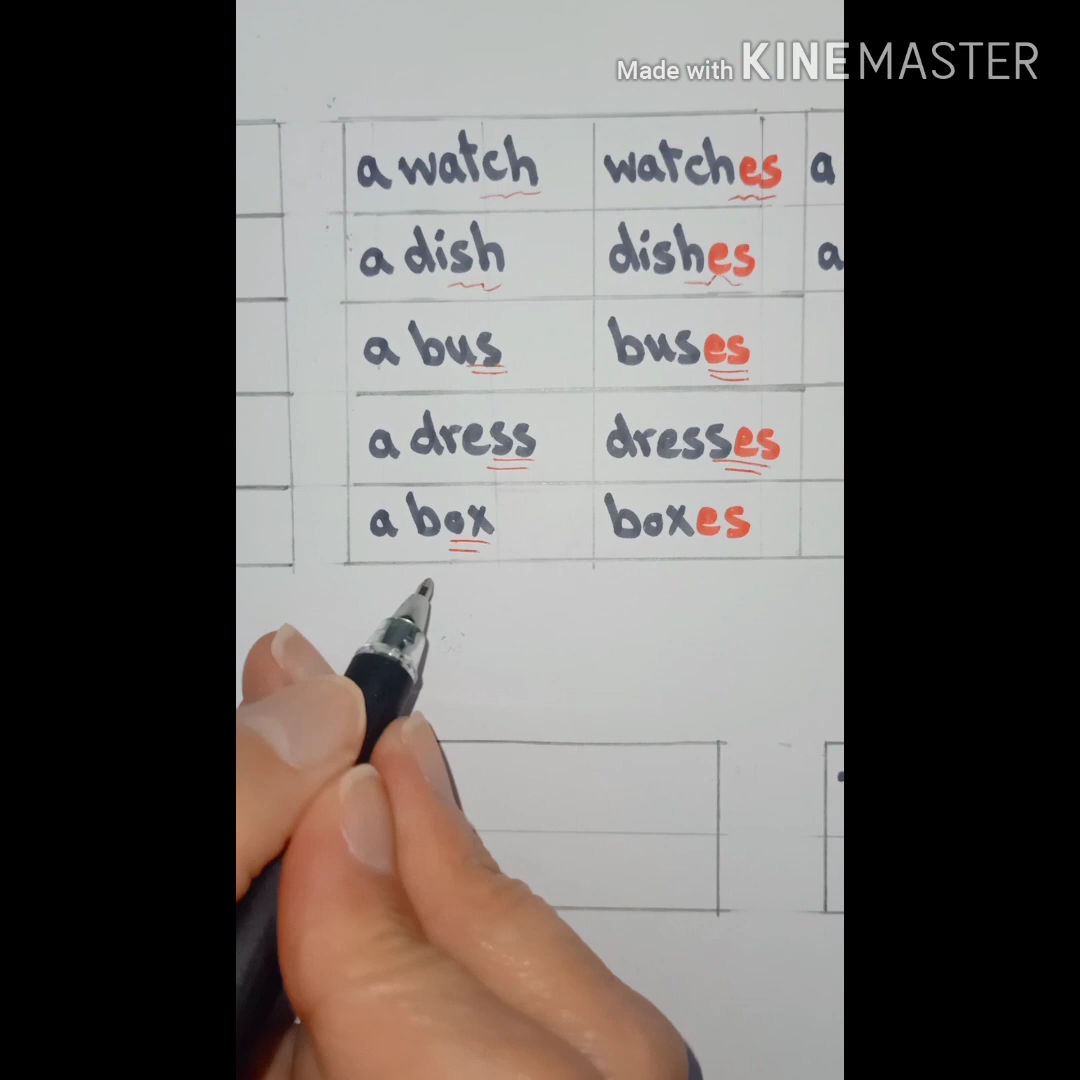 Made with KINEMASTER
a watch watches a
a dish dishes a
a bus buses
a dress dresses
a box boxes